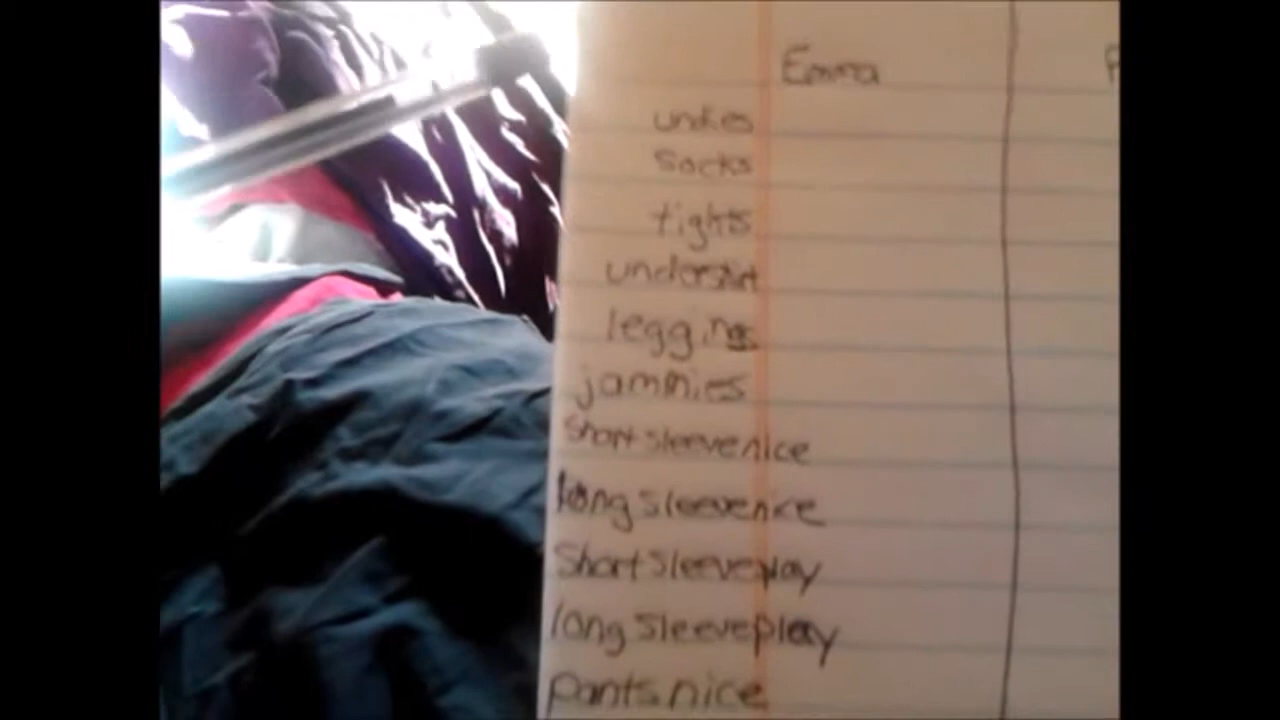 Emma
undies
Socks
tights
undershirt
leggings
jammies
Short sleeve nice
long sleeve nice
Short sleeve play
long sleeve play
pants nice